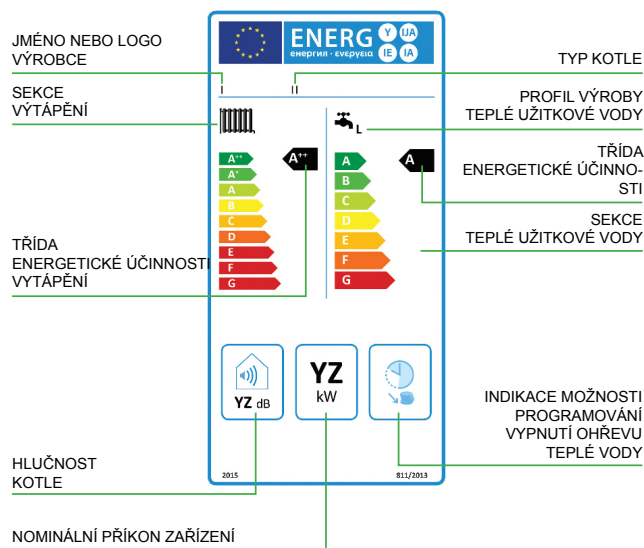 JMÉNO NEBO LOGO
VÝROBCE
SEKCE
VÝTÁPĚNÍ
TŘÍDA
ENERGETICKÉ ÚČINNOSTI
VYTÁPĚNÍ
HLUČNOST
KOTLE
NOMINÁLNÍ PŘÍKON ZAŘÍZENÍ
ENERG
енергия · ενεργεια
Y IJA
IE IA
I II
L
A++
A+
A
B
C
D
E
F
G
A++
A
B
C
D
E
F
G
A
YZ dB
YZ
kW
2015 811/2013
TYP KOTLE
PROFIL VÝROBY
TEPLÉ UŽITKOVÉ VODY
TŘÍDA
ENERGETICKÉ ÚČINNO-
STI
SEKCE
TEPLÉ UŽITKOVÉ VODY
INDIKACE MOŽNOSTI
PROGRAMOVÁNÍ
VYPNUTÍ OHŘEVU
TEPLÉ VODY